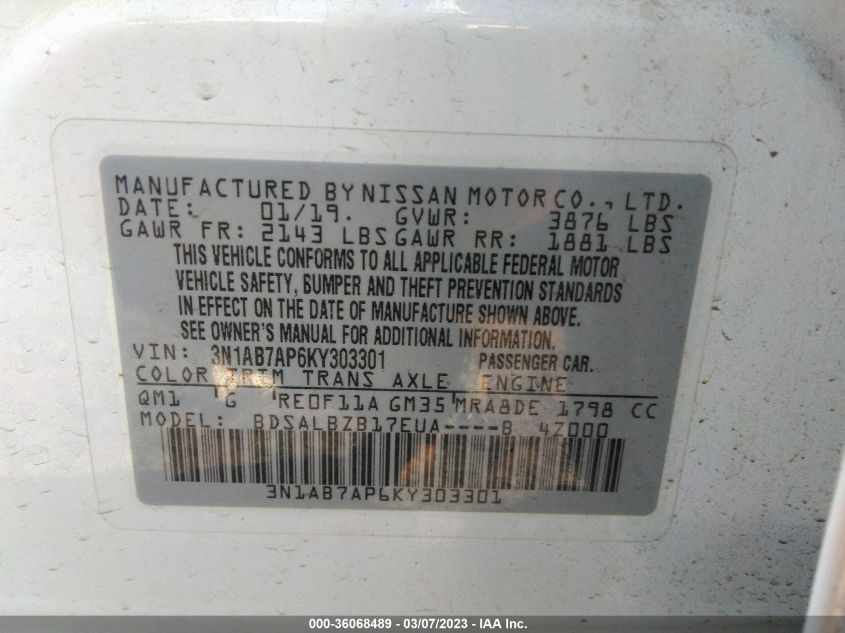 MANUFACTURED BY NISSAN MOTOR CO., LTD.
DATE: 01/19. GVWR: 3876 LBS
GAWR FR: 2143 LBS GAWR RR: 1881 LBS
THIS VEHICLE CONFORMS TO ALL APPLICABLE FEDERAL MOTOR
VEHICLE SAFETY, BUMPER AND THEFT PREVENTION STANDARDS
IN EFFECT ON THE DATE OF MANUFACTURE SHOWN ABOVE.
SEE OWNER'S MANUAL FOR ADDITIONAL INFORMATION.
VIN: 3N1AB7AP6KY303301 PASSENGER CAR.
COLOR TRIM TRANS AXLE ENGINE
QM1 G RE0F11A GM35 MRA8DE 1798 CC
MODEL: BDSALBZB17EUA----B 4Z000
3N1AB7AP6KY303301
000-36068489 - 03/07/2023 - IAA Inc.